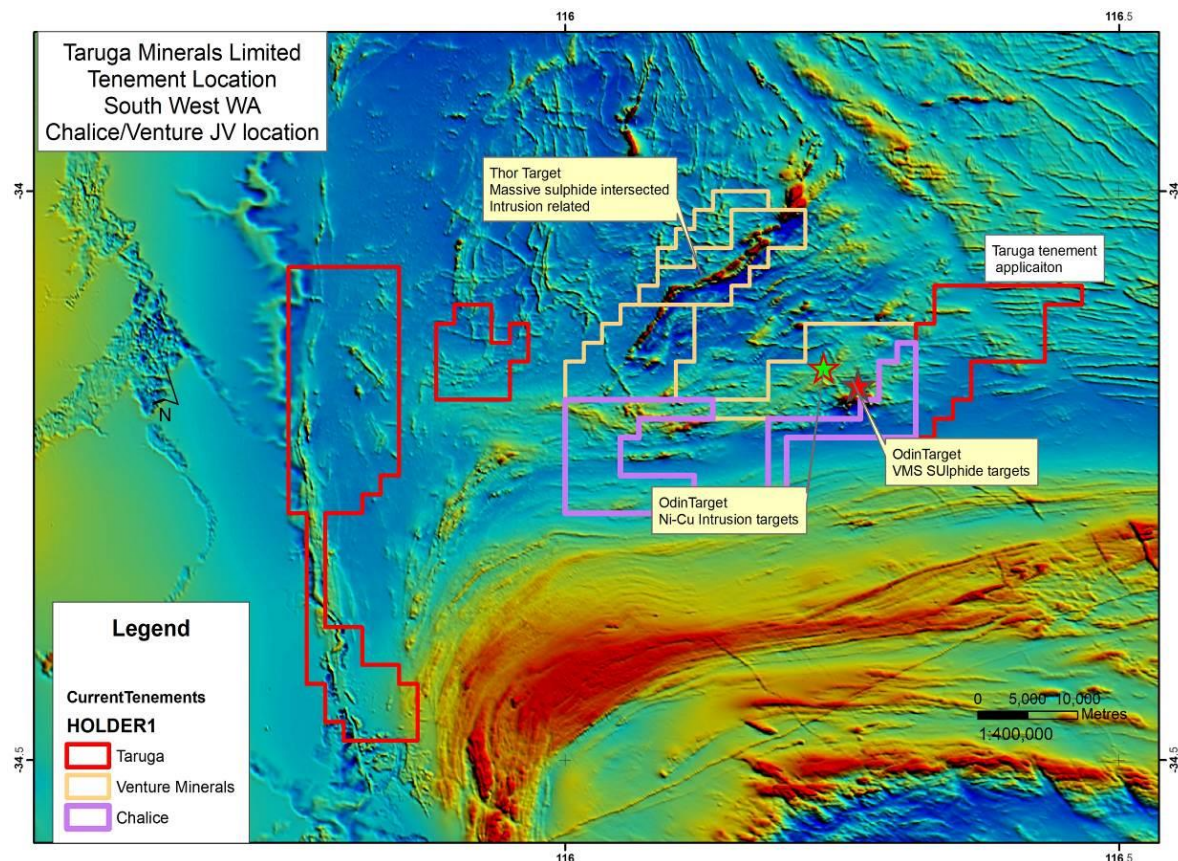 116
116.5
Taruga Minerals Limited
Tenement Location
South West WA
Chalice/Venture JV location
Thor Target
Massive sulphide intersected
Intrusion related
-34
-34
Taruga tenement
applicaiton
N
OdinTarget
VMS SUlphide targets
OdinTarget
Ni-Cu Intrusion targets
Legend
CurrentTenements
HOLDER1
Taruga
Venture Minerals
Chalice
0 5,000 10,000
Metres
1:400,000
-34.5
-34.5
116
116.5